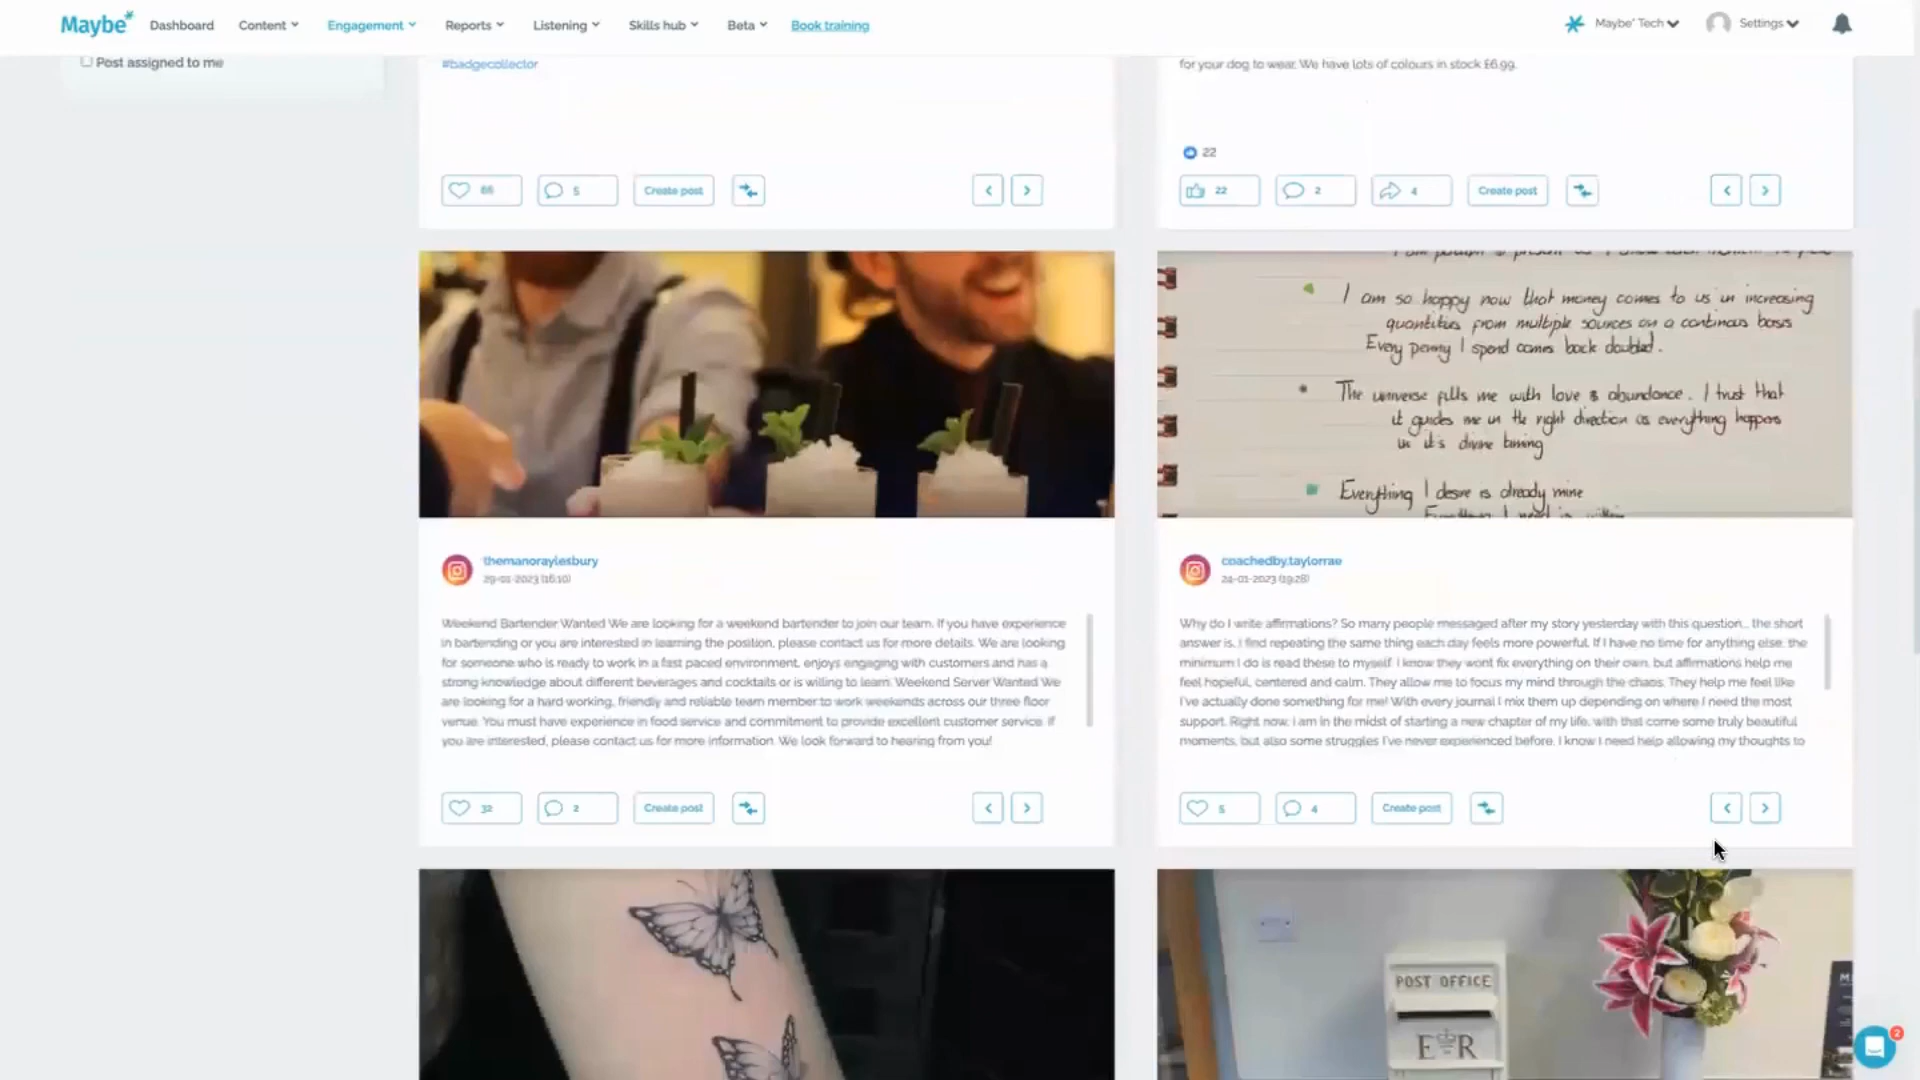 Maybe*
Dashboard
Content
Engagement
Reports
Listening
Skills hub
Beta
Book training
Maybe* Tech
Settings
Post assigned to me
#badgecollector
66
5
Create post
for your dog to wear. We have lots of colours in stock £6.99.
22
22
2
4
Create post
themanoraylesbury
29-01-2023 (16:10)
Weekend Bartender Wanted We are looking for a weekend bartender to join our team. If you have experience
in bartending or you are interested in learning the position, please contact us for more details. We are looking
for someone who is ready to work in a fast paced environment, enjoys engaging with customers and has a
strong knowledge about different beverages and cocktails or is willing to learn. Weekend Server Wanted We
are looking for a hard working, friendly and reliable team member to work weekends across our three floor
venue. You must have experience in food service and commitment to provide excellent customer service. If
you are interested, please contact us for more information. We look forward to hearing from you!
32
2
Create post
I am so happy now that money comes to us in increasing
quantities from multiple sources on a continous basis
Every penny I spend comes back doubled.
The universe fills me with love & abundance. I trust that
it guides me in the right direction as everything happens
in it's divine timing
Everything I desire is already mine
coachedby.taylorrae
24-01-2023 (19:28)
Why do I write affirmations? So many people messaged after my story yesterday with this question... the short
answer is, I find repeating the same thing each day feels more powerful. If I have no time for anything else, the
minimum I do is read these to myself. I know they wont fix everything on their own, but affirmations help me
feel hopeful, centered and calm. They allow me to focus my mind through the chaos. They help me feel like
I've actually done something for me! With every journal I mix them up depending on where I need the most
support. Right now, i am in the midst of starting a new chapter of my life, with that come some truly beautiful
moments, but also some struggles I've never experienced before. I know I need help allowing my thoughts to
5
4
Create post
POST OFFICE
E R
2